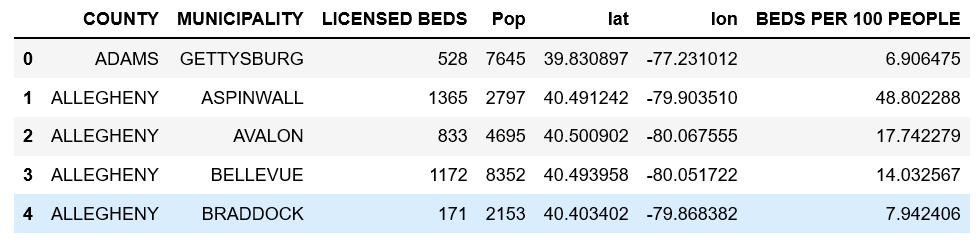 COUNTY MUNICIPALITY LICENSED BEDS Pop lat lon BEDS PER 100 PEOPLE
0 ADAMS GETTYSBURG 528 7645 39.830897 -77.231012 6.906475
1 ALLEGHENY ASPINWALL 1365 2797 40.491242 -79.903510 48.802288
2 ALLEGHENY AVALON 833 4695 40.500902 -80.067555 17.742279
3 ALLEGHENY BELLEVUE 1172 8352 40.493958 -80.051722 14.032567
4 ALLEGHENY BRADDOCK 171 2153 40.403402 -79.868382 7.942406